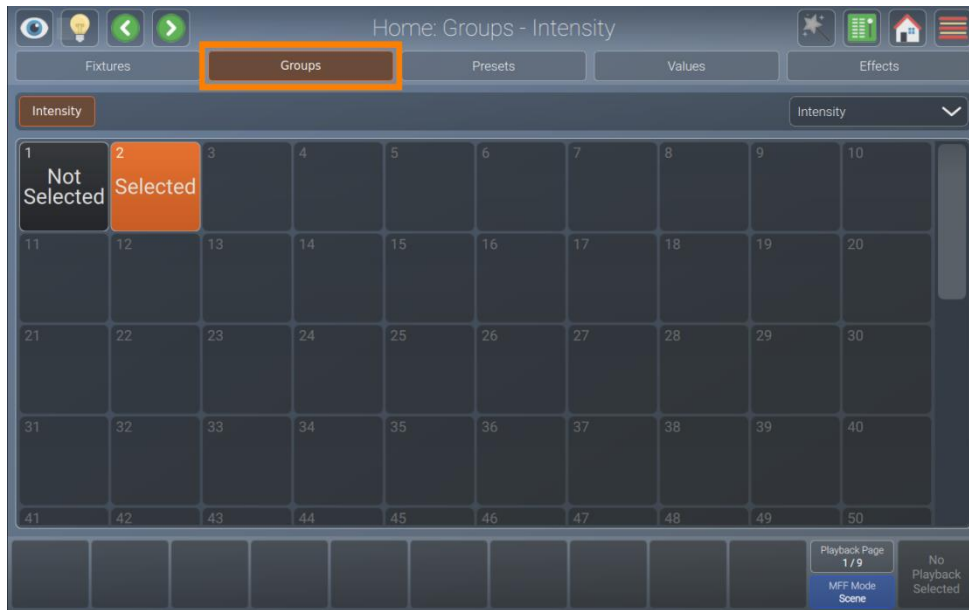 Home: Groups - Intensity
Fixtures
Groups
Presets
Values
Effects
Intensity
Intensity
1
Not
Selected
2
Selected
3
4
5
6
7
8
9
10
11
12
13
14
15
16
17
18
19
20
21
22
23
24
25
26
27
28
29
30
31
32
33
34
35
36
37
38
39
40
41
42
43
44
45
46
47
48
49
50
Playback Page
1 / 9
MFF Mode
Scene
No
Playback
Selected